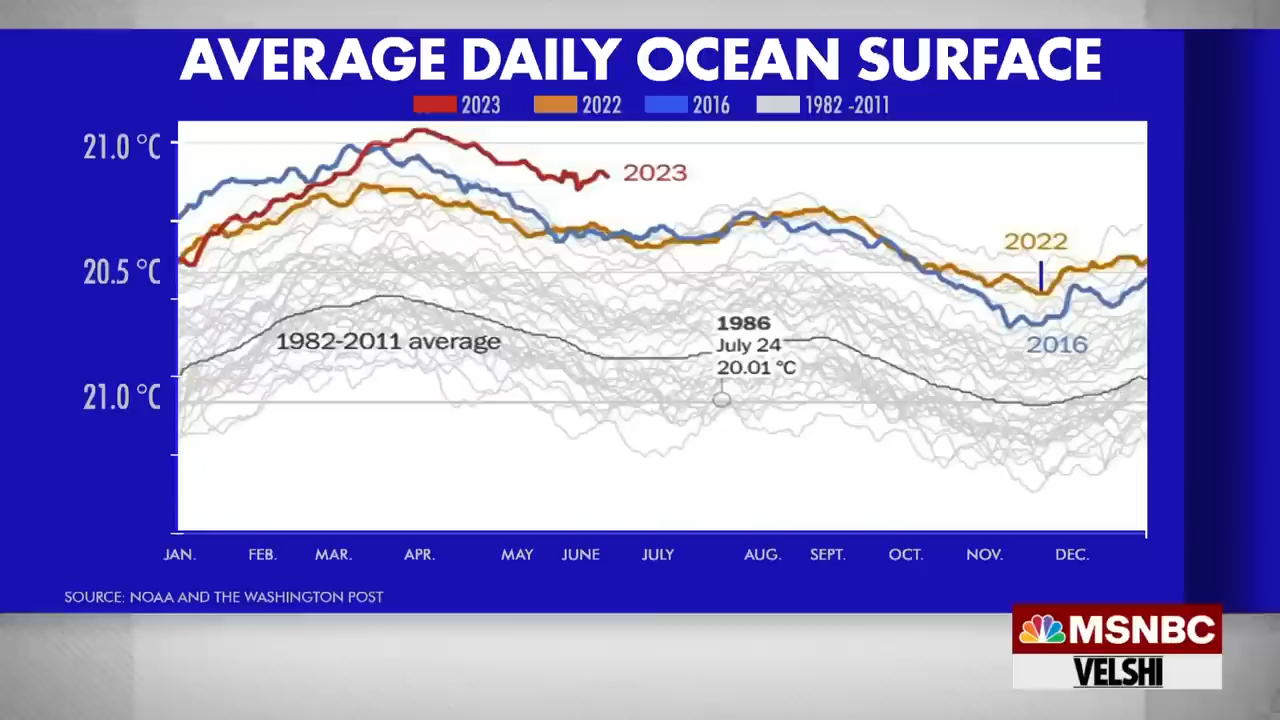 AVERAGE DAILY OCEAN SURFACE
2023 2022 2016 1982 -2011
21.0 °C
2023
2022
20.5 °C
1986
1982-2011 average
July 24
2016
20.01 °C
21.0 °C
JAN. FEB. MAR. APR. MAY JUNE JULY AUG. SEPT. OCT. NOV. DEC.
SOURCE: NOAA AND THE WASHINGTON POST
MSNBC
VELSHI